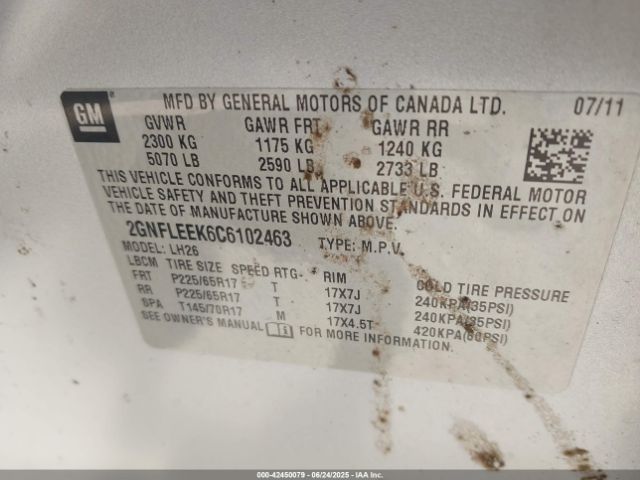 GM
MFD BY GENERAL MOTORS OF CANADA LTD. 07/11
GVWR GAWR FRT GAWR RR
2300 KG 1175 KG 1240 KG
5070 LB 2590 LB 2733 LB
THIS VEHICLE CONFORMS TO ALL APPLICABLE U.S. FEDERAL MOTOR
VEHICLE SAFETY AND THEFT PREVENTION STANDARDS IN EFFECT ON
THE DATE OF MANUFACTURE SHOWN ABOVE.
2GNFLEEK6C6102463 TYPE: M.P.V.
MODEL: LH26
LBCM TIRE SIZE SPEED RTG RIM COLD TIRE PRESSURE
FRT P225/65R17 T 17X7J 240KPA(35PSI)
RR P225/65R17 T 17X7J 240KPA(35PSI)
SPA T145/70R17 M 17X4.5T 420KPA(60PSI)
SEE OWNER'S MANUAL FOR MORE INFORMATION.
000-42450079 - 06/24/2025 - IAAI.COM